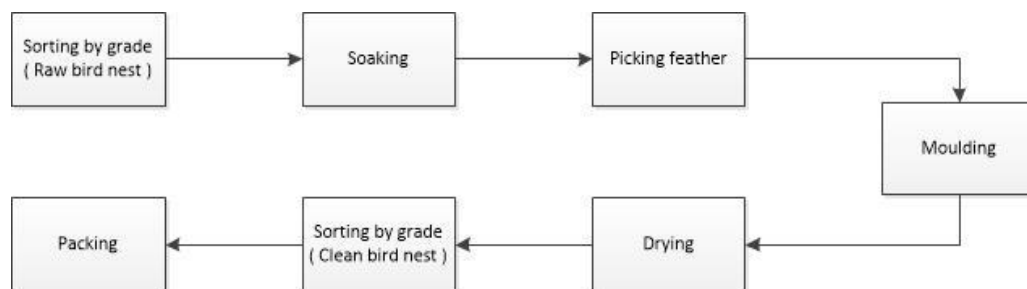 Sorting by grade
( Raw bird nest )
Soaking
Picking feather
Moulding
Drying
Sorting by grade
( Clean bird nest )
Packing